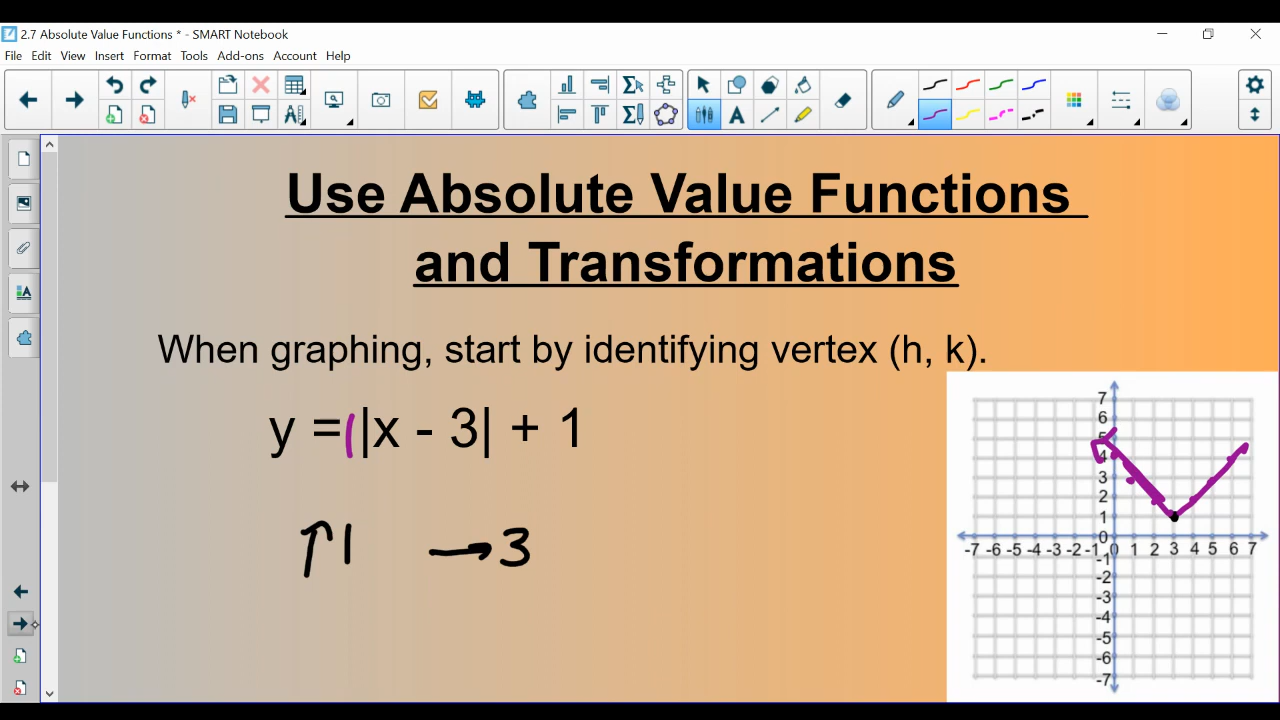 2.7 Absolute Value Functions * - SMART Notebook
File Edit View Insert Format Tools Add-ons Account Help
Use Absolute Value Functions
and Transformations
When graphing, start by identifying vertex (h, k).
y = 1|x - 3| + 1
↑1 →3
7
6
5
4
3
2
1
0
-7 -6 -5 -4 -3 -2 -1 0 1 2 3 4 5 6 7
-1
-2
-3
-4
-5
-6
-7